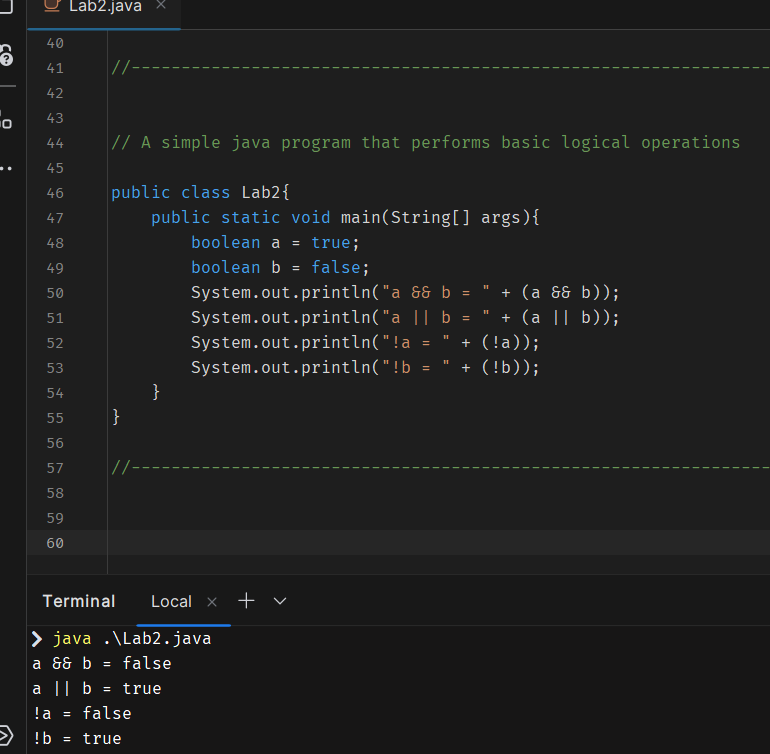 Lab2.java ×
40
41 //----------------------------------------------------------------
42
43
44 // A simple java program that performs basic logical operations
45
46 public class Lab2{
47     public static void main(String[] args){
48         boolean a = true;
49         boolean b = false;
50         System.out.println("a && b = " + (a && b));
51         System.out.println("a || b = " + (a || b));
52         System.out.println("!a = " + (!a));
53         System.out.println("!b = " + (!b));
54     }
55 }
56
57 //----------------------------------------------------------------
58
59
60
Terminal Local ×
❯ java .\Lab2.java
a && b = false
a || b = true
!a = false
!b = true